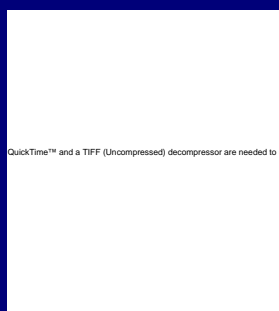 QuickTime™ and a TIFF (Uncompressed) decompressor are needed to